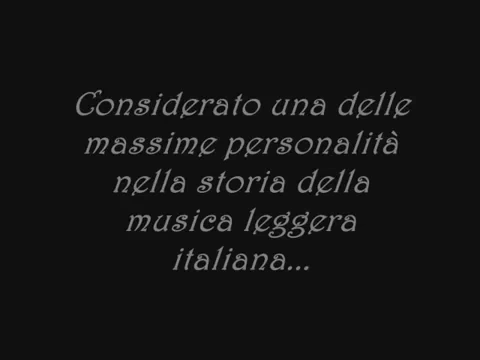 Considerato una delle
massime personalità
nella storia della
musica leggera
italiana...